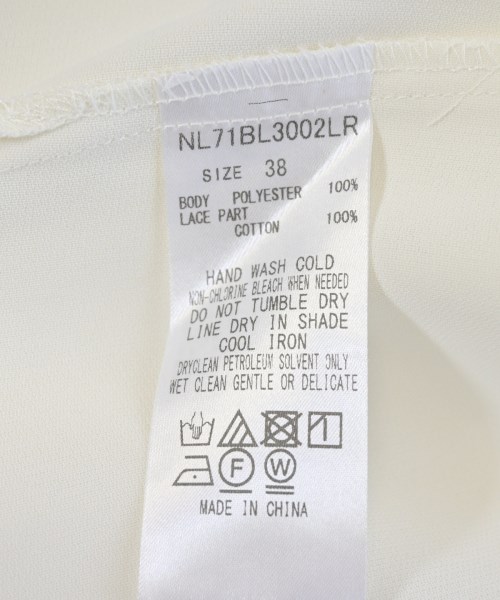 NL71BL3002LR
SIZE 38
BODY POLYESTER 100%
LACE PART
COTTON 100%
HAND WASH COLD
NON-CHLORINE BLEACH WHEN NEEDED
DO NOT TUMBLE DRY
LINE DRY IN SHADE
COOL IRON
DRYCLEAN PETROLEUM SOLVENT ONLY
WET CLEAN GENTLE OR DELICATE
F W
MADE IN CHINA